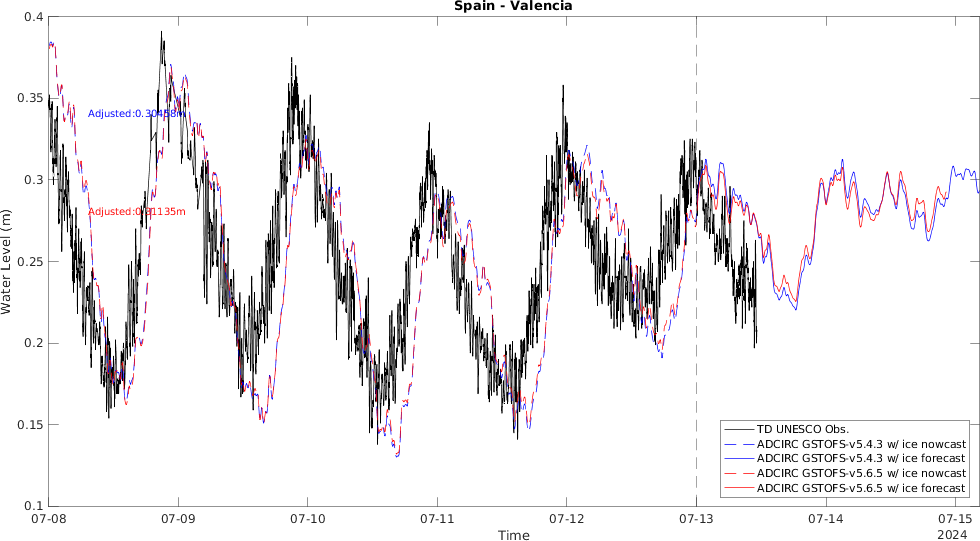 Spain - Valencia
0.4
0.35
0.3
0.25
0.2
0.15
0.1
Water Level (m)
Adjusted:0.30458m
Adjusted:0.31135m
TD UNESCO Obs.
ADCIRC GSTOFS-v5.4.3 w/ ice nowcast
ADCIRC GSTOFS-v5.4.3 w/ ice forecast
ADCIRC GSTOFS-v5.6.5 w/ ice nowcast
ADCIRC GSTOFS-v5.6.5 w/ ice forecast
07-08 07-09 07-10 07-11 07-12 07-13 07-14 07-15
Time
2024